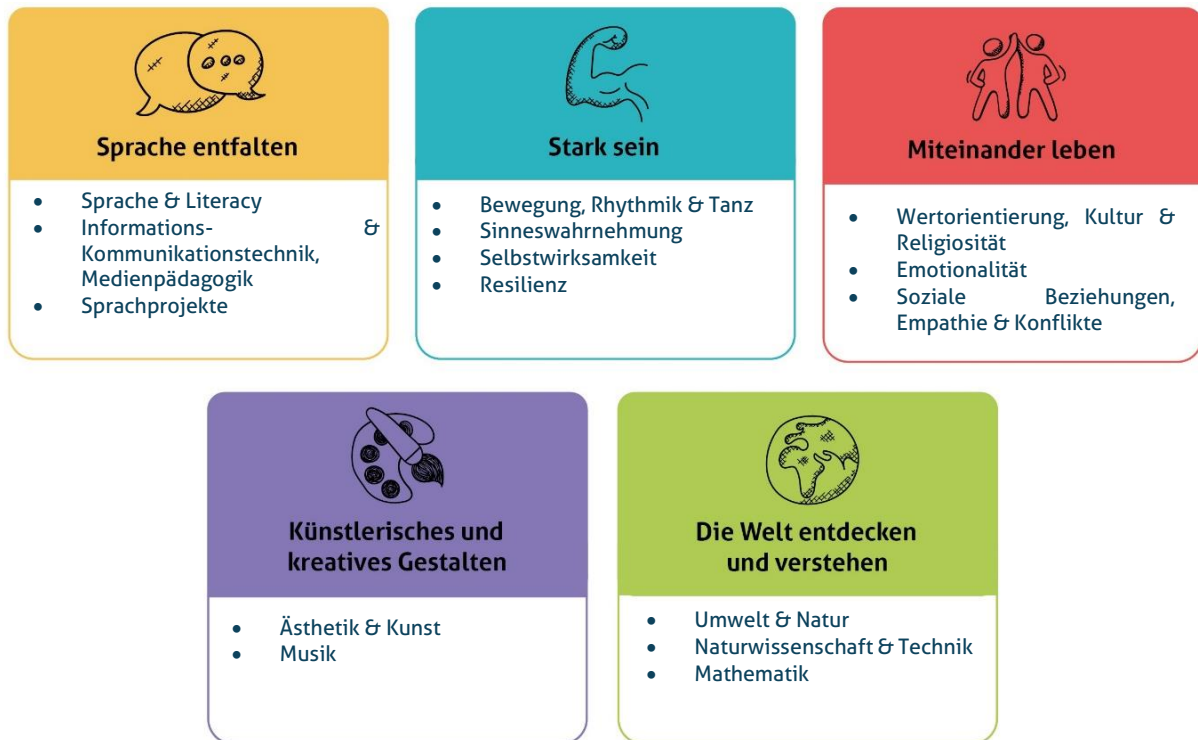 Sprache entfalten
• Sprache & Literacy
• Informations- &
Kommunikationstechnik,
Medienpädagogik
• Sprachprojekte
Stark sein
• Bewegung, Rhythmik & Tanz
• Sinneswahrnehmung
• Selbstwirksamkeit
• Resilienz
Miteinander leben
• Wertorientierung, Kultur &
Religiosität
• Emotionalität
• Soziale Beziehungen,
Empathie & Konflikte
Künstlerisches und
kreatives Gestalten
• Ästhetik & Kunst
• Musik
Die Welt entdecken
und verstehen
• Umwelt & Natur
• Naturwissenschaft & Technik
• Mathematik